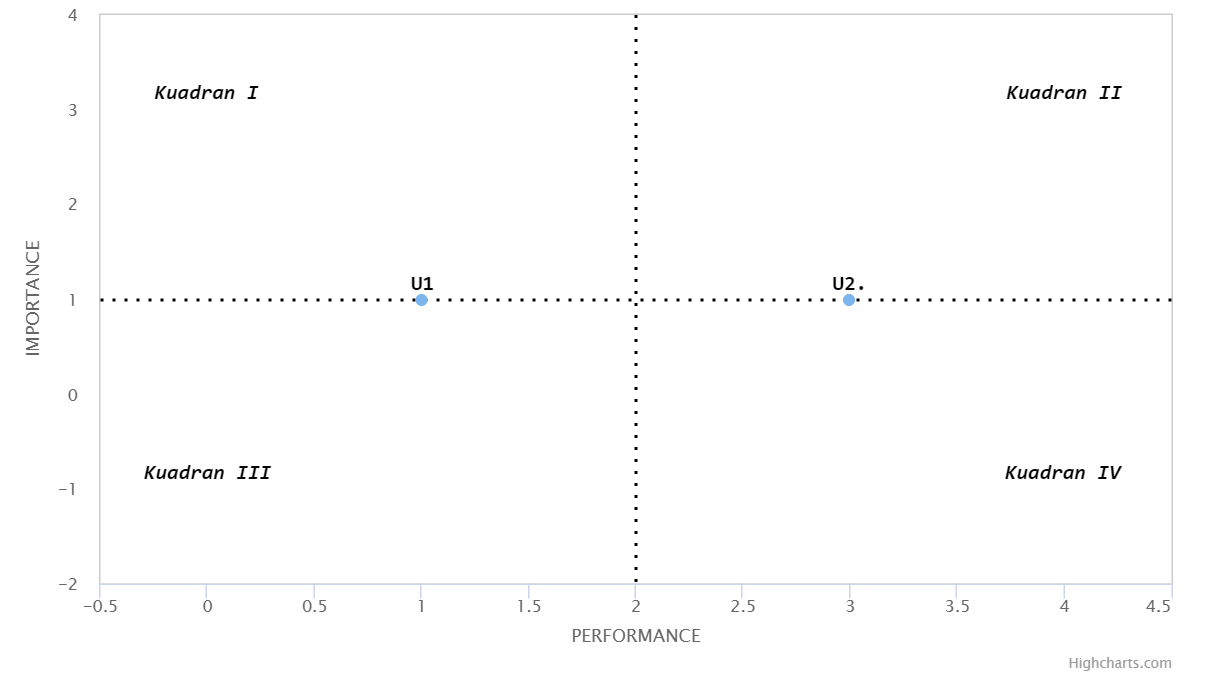 4
Kuadran I
Kuadran II
3
2
IMPORTANCE
U1
U2.
1
0
Kuadran III
Kuadran IV
−1
−2
−0.5
0
0.5
1
1.5
2
2.5
3
3.5
4
4.5
PERFORMANCE
Highcharts.com